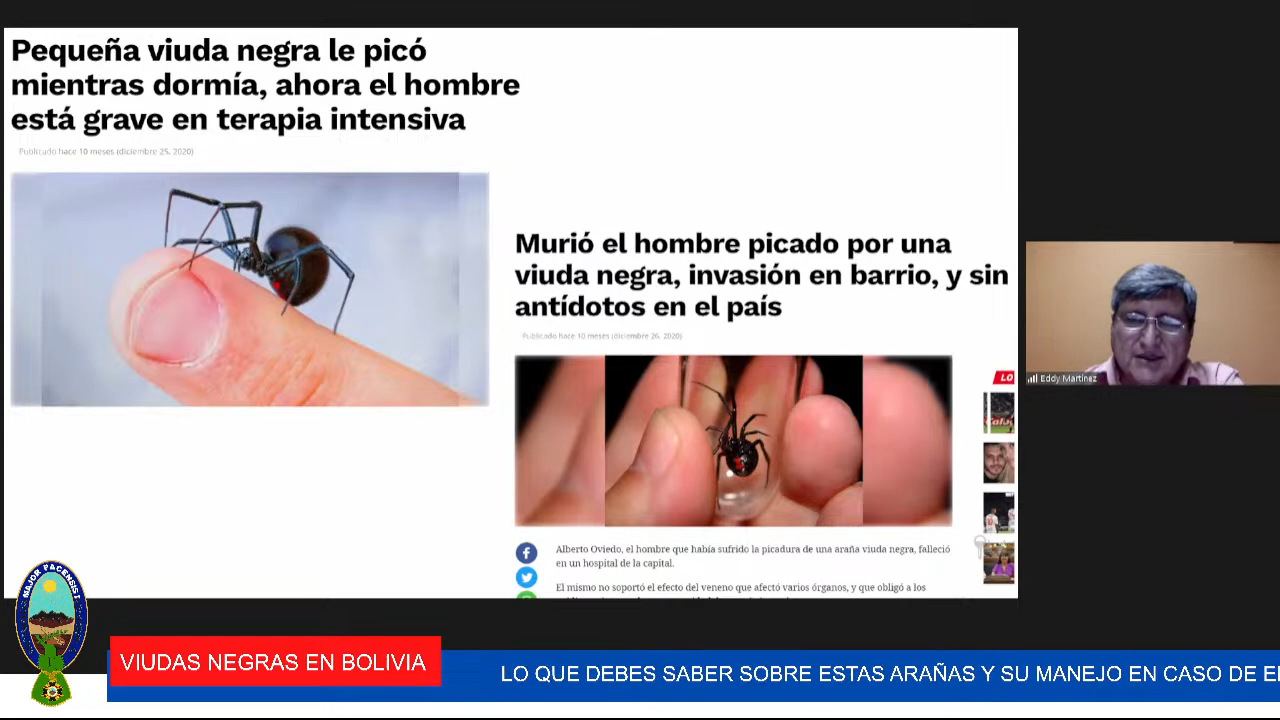 Pequeña viuda negra le picó
mientras dormía, ahora el hombre
está grave en terapia intensiva
Publicado hace 10 meses (diciembre 25, 2020)
Murió el hombre picado por una
viuda negra, invasión en barrio, y sin
antídotos en el país
Publicado hace 10 meses (diciembre 26, 2020)
LO
Alberto Oviedo, el hombre que había sufrido la picadura de una araña viuda negra, falleció
en un hospital de la capital.
El mismo no soportó el efecto del veneno que afectó varios órganos, y que obligó a los
Eddy Martinez
VIUDAS NEGRAS EN BOLIVIA
LO QUE DEBES SABER SOBRE ESTAS ARAÑAS Y SU MANEJO EN CASO DE